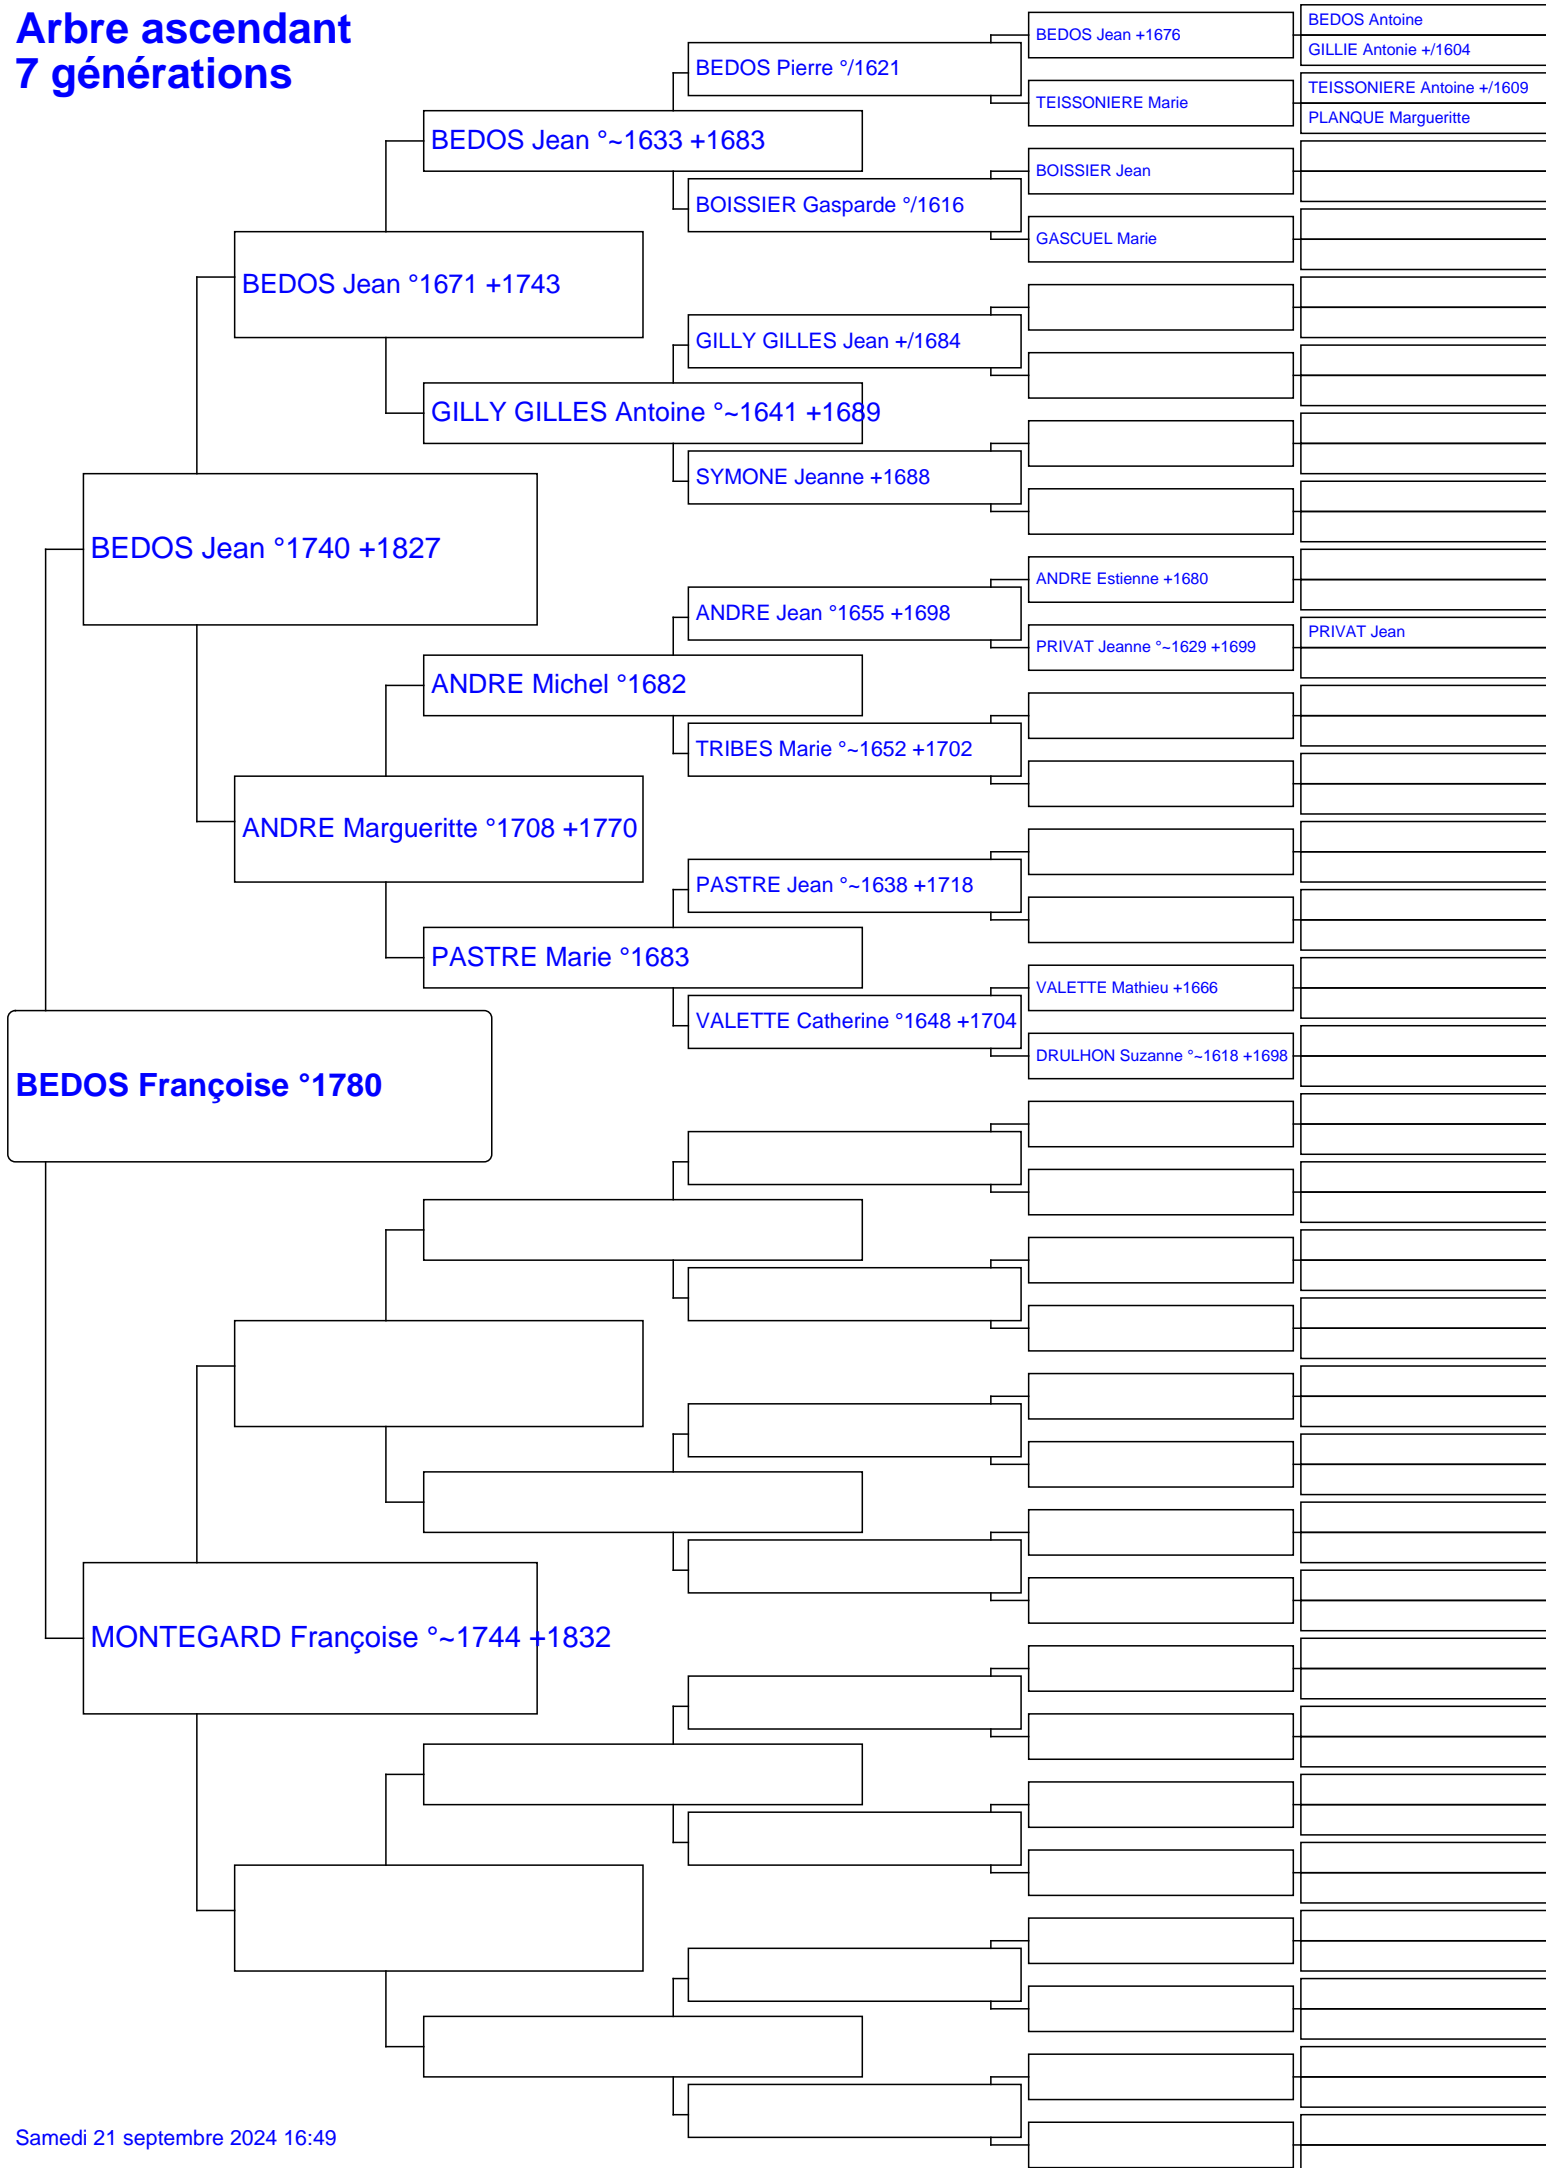 Arbre ascendant
7 générations
BEDOS Jean +1676
BEDOS Antoine
GILLIE Antonie +/1604
BEDOS Pierre °/1621
TEISSONIERE Marie
TEISSONIERE Antoine +/1609
PLANQUE Margueritte
BEDOS Jean °~1633 +1683
BOISSIER Jean
BOISSIER Gasparde °/1616
GASCUEL Marie
BEDOS Jean °1671 +1743
GILLY GILLES Jean +/1684
GILLY GILLES Antoine °~1641 +1689
SYMONE Jeanne +1688
BEDOS Jean °1740 +1827
ANDRE Estienne +1680
ANDRE Jean °1655 +1698
PRIVAT Jeanne °~1629 +1699
PRIVAT Jean
ANDRE Michel °1682
TRIBES Marie °~1652 +1702
ANDRE Margueritte °1708 +1770
PASTRE Jean °~1638 +1718
PASTRE Marie °1683
VALETTE Mathieu +1666
VALETTE Catherine °1648 +1704
DRULHON Suzanne °~1618 +1698
BEDOS Françoise °1780
MONTEGARD Françoise °~1744 +1832
Samedi 21 septembre 2024 16:49